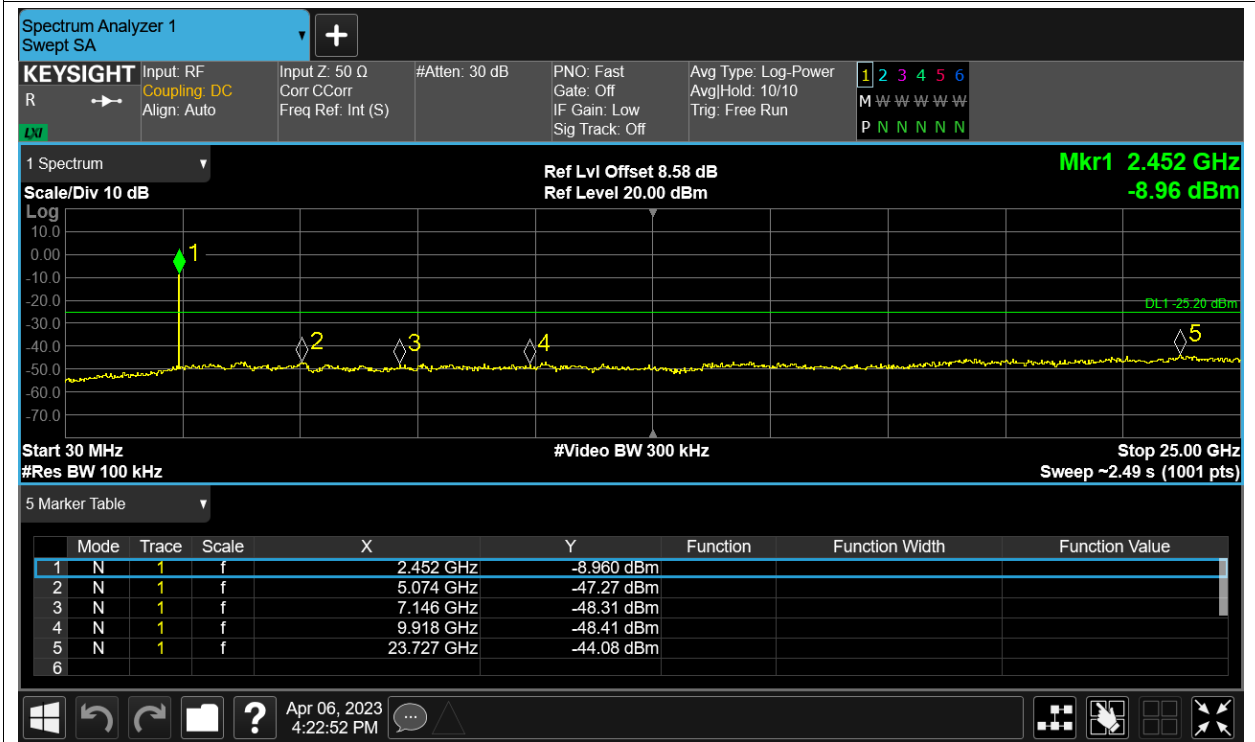 Spectrum Analyzer 1
Swept SA
KEYSIGHT
R
LXI
Input: RF
Coupling: DC
Align: Auto
Input Z: 50 Ω
Corr CCorr
Freq Ref: Int (S)
#Atten: 30 dB
PNO: Fast
Gate: Off
IF Gain: Low
Sig Track: Off
Avg Type: Log-Power
Avg|Hold: 10/10
Trig: Free Run
1 2 3 4 5 6
M W W W W W
P N N N N N
1 Spectrum
Scale/Div 10 dB
Ref Lvl Offset 8.58 dB
Ref Level 20.00 dBm
Mkr1 2.452 GHz
-8.96 dBm
Log
10.0
0.00
-10.0
-20.0
-30.0
-40.0
-50.0
-60.0
-70.0
1
2
3
4
5
DL1 -25.20 dBm
Start 30 MHz
#Video BW 300 kHz
Stop 25.00 GHz
#Res BW 100 kHz
Sweep ~2.49 s (1001 pts)
5 Marker Table
Mode Trace Scale X Y Function Function Width Function Value
1 N 1 f 2.452 GHz -8.960 dBm
2 N 1 f 5.074 GHz -47.27 dBm
3 N 1 f 7.146 GHz -48.31 dBm
4 N 1 f 9.918 GHz -48.41 dBm
5 N 1 f 23.727 GHz -44.08 dBm
6
?
Apr 06, 2023
4:22:52 PM